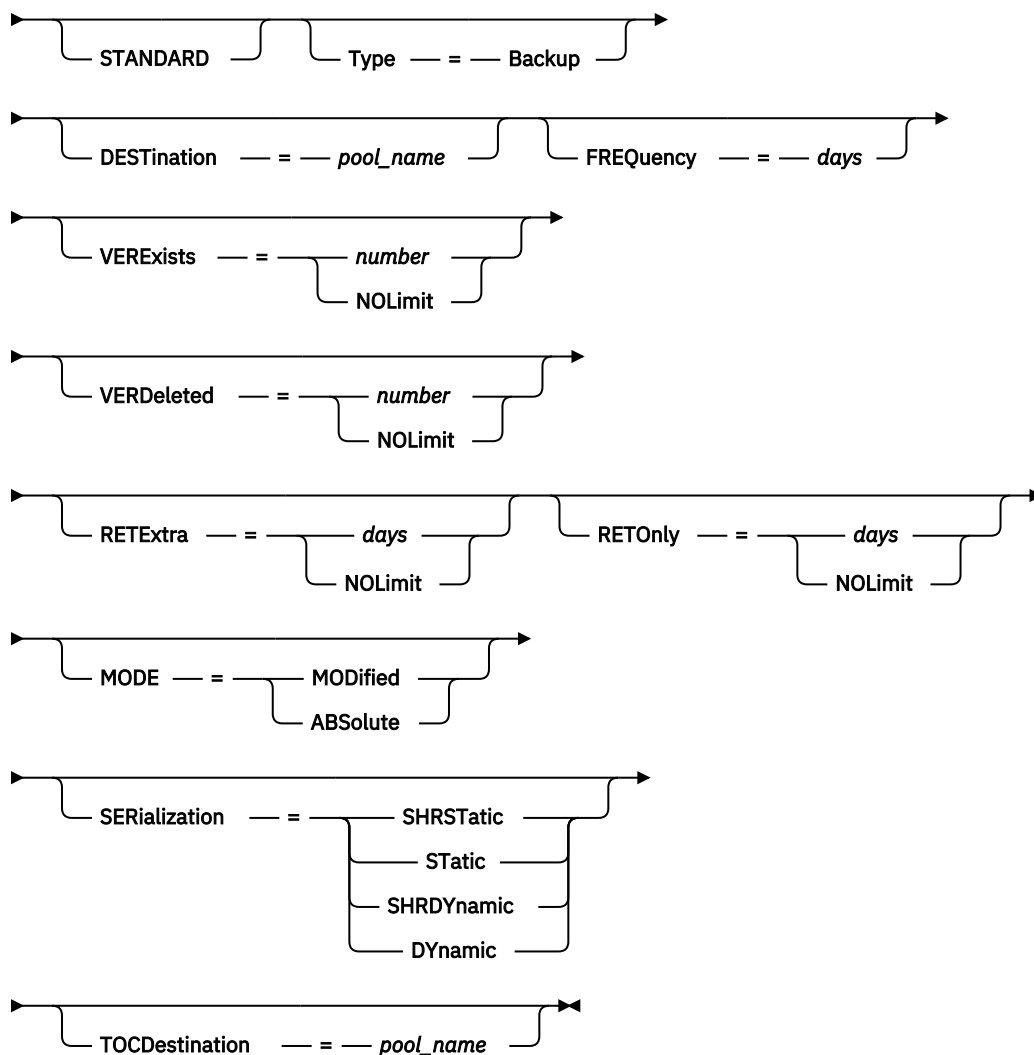 STANDARD Type = Backup
DESTination = pool_name FREQuency = days
VERExists = number
NOLimit
VERDeleted = number
NOLimit
RETExtra = days RETOnly = days
NOLimit NOLimit
MODE = MODified
ABSolute
SERialization = SHRSTatic
STatic
SHRDYnamic
DYnamic
TOCDestination = pool_name